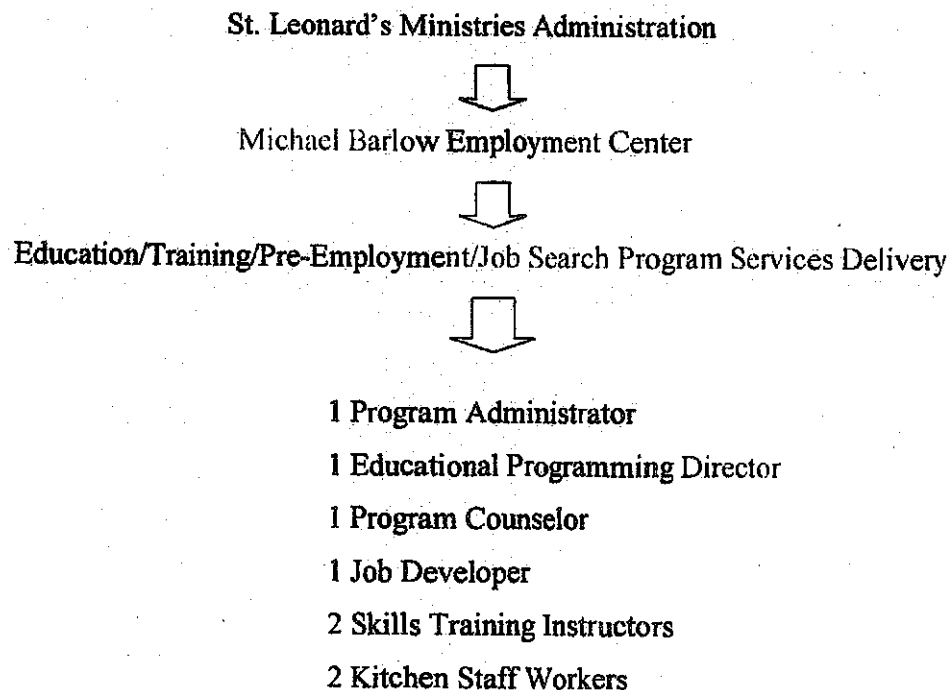 St. Leonard's Ministries Administration
Michael Barlow Employment Center
Education/Training/Pre-Employment/Job Search Program Services Delivery
1 Program Administrator
1 Educational Programming Director
1 Program Counselor
1 Job Developer
2 Skills Training Instructors
2 Kitchen Staff Workers